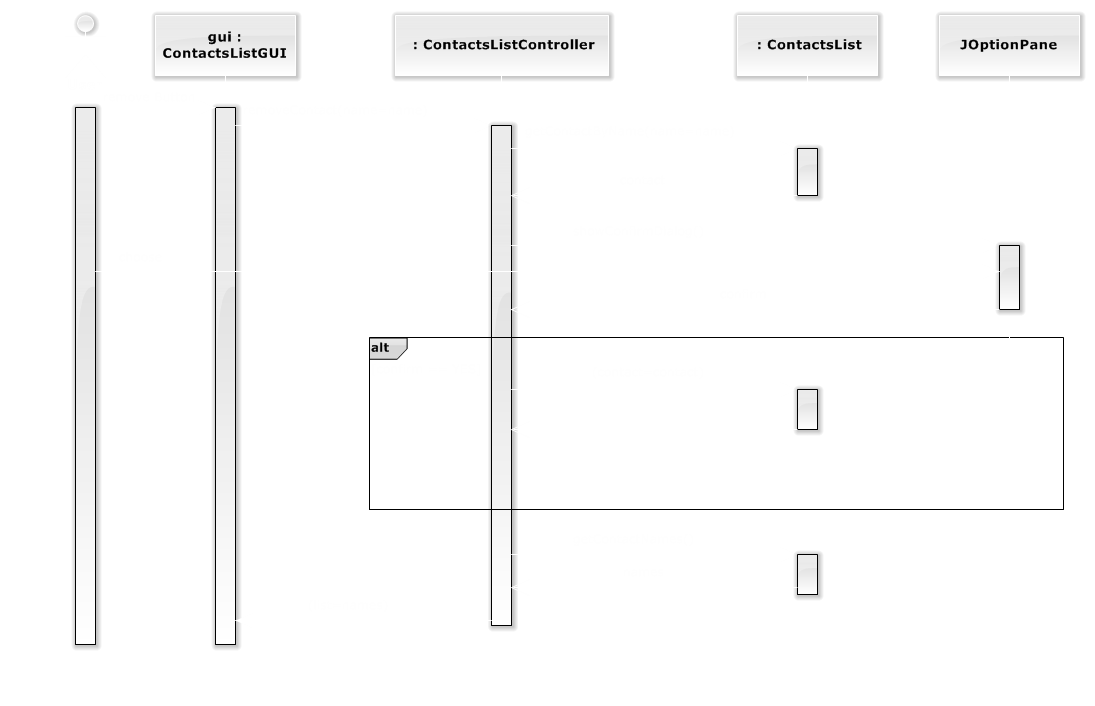 gui :
ContactsListGUI
: ContactsListController
: ContactsList
JOptionPane
alt